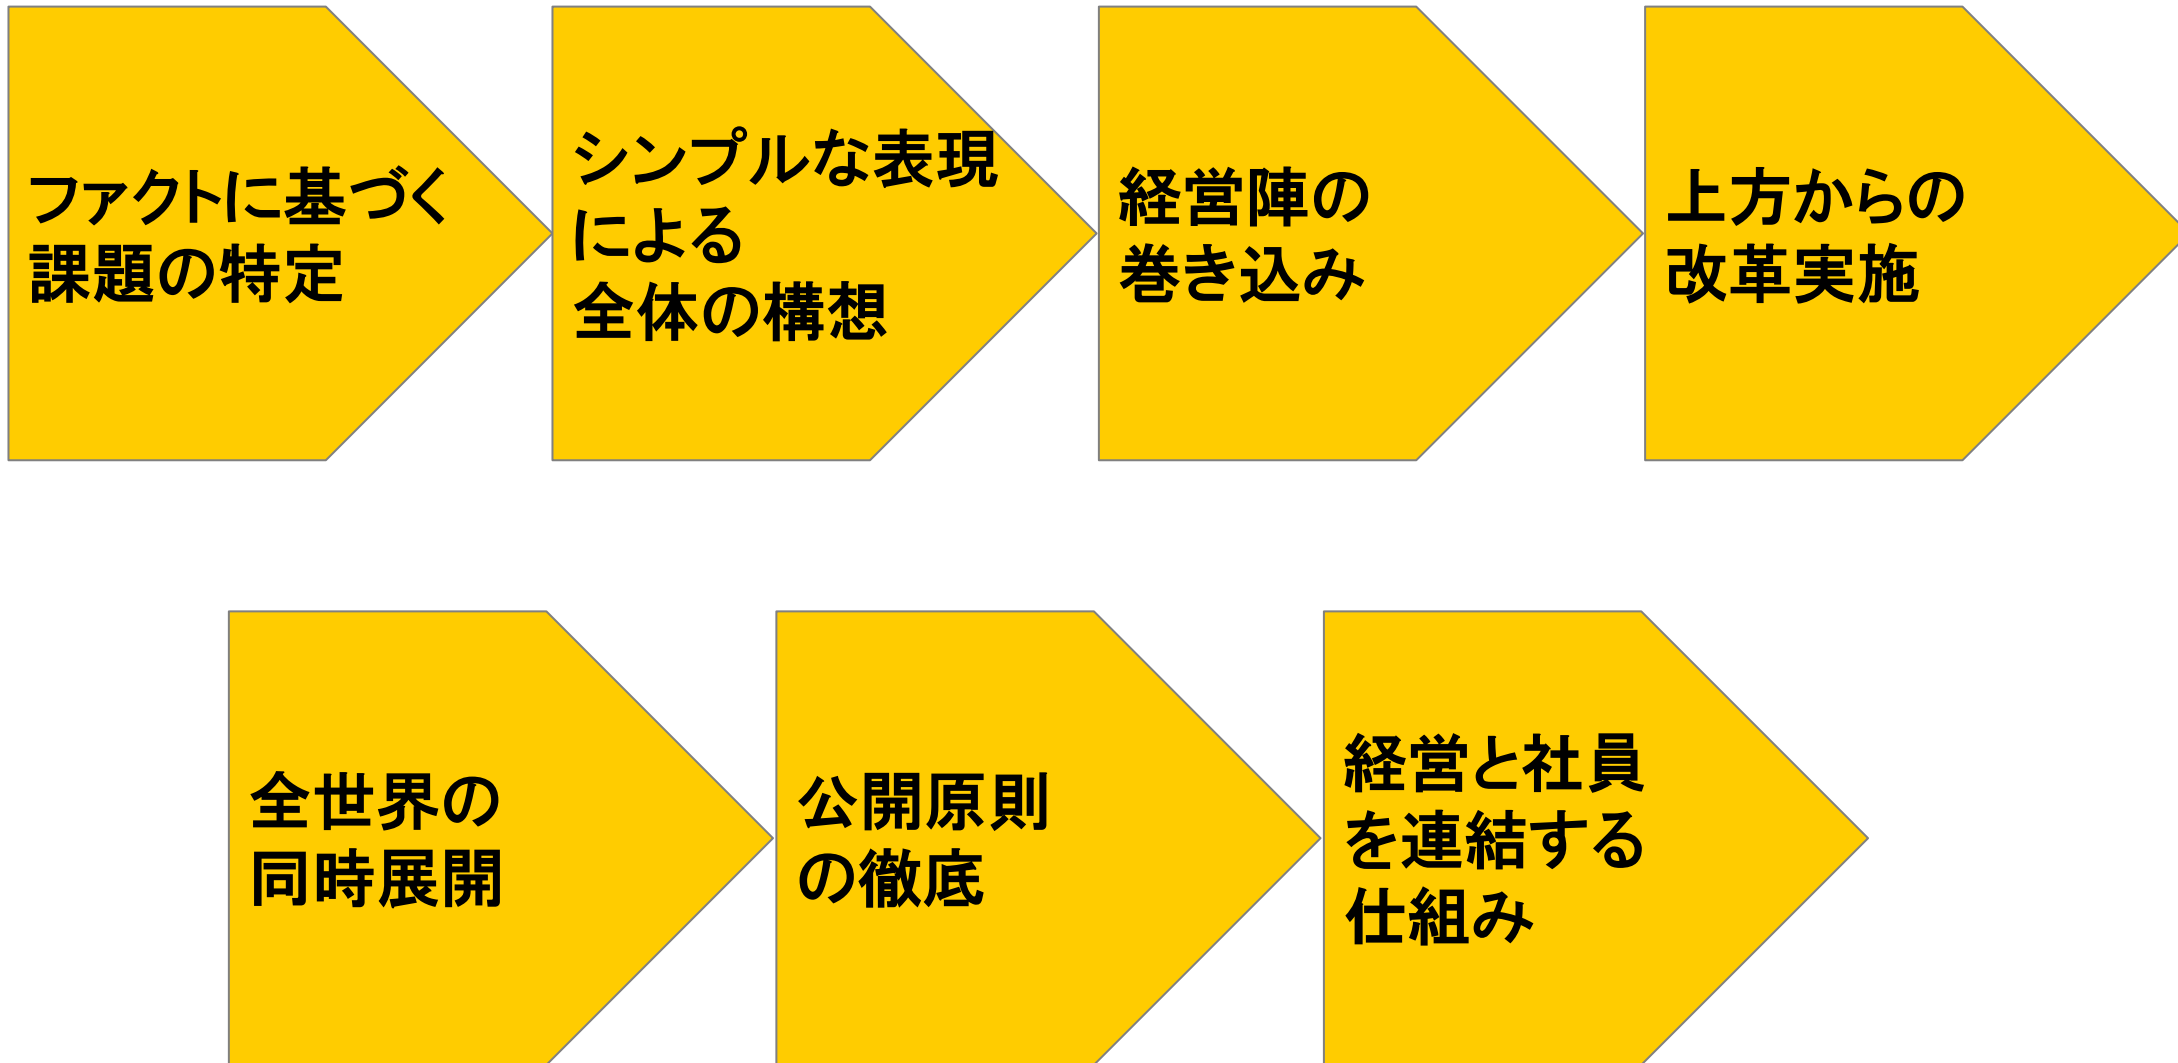 ファクトに基づく
課題の特定
シンプルな表現
による
全体の構想
経営陣の
巻き込み
上方からの
改革実施
全世界の
同時展開
公開原則
の徹底
経営と社員
を連結する
仕組み